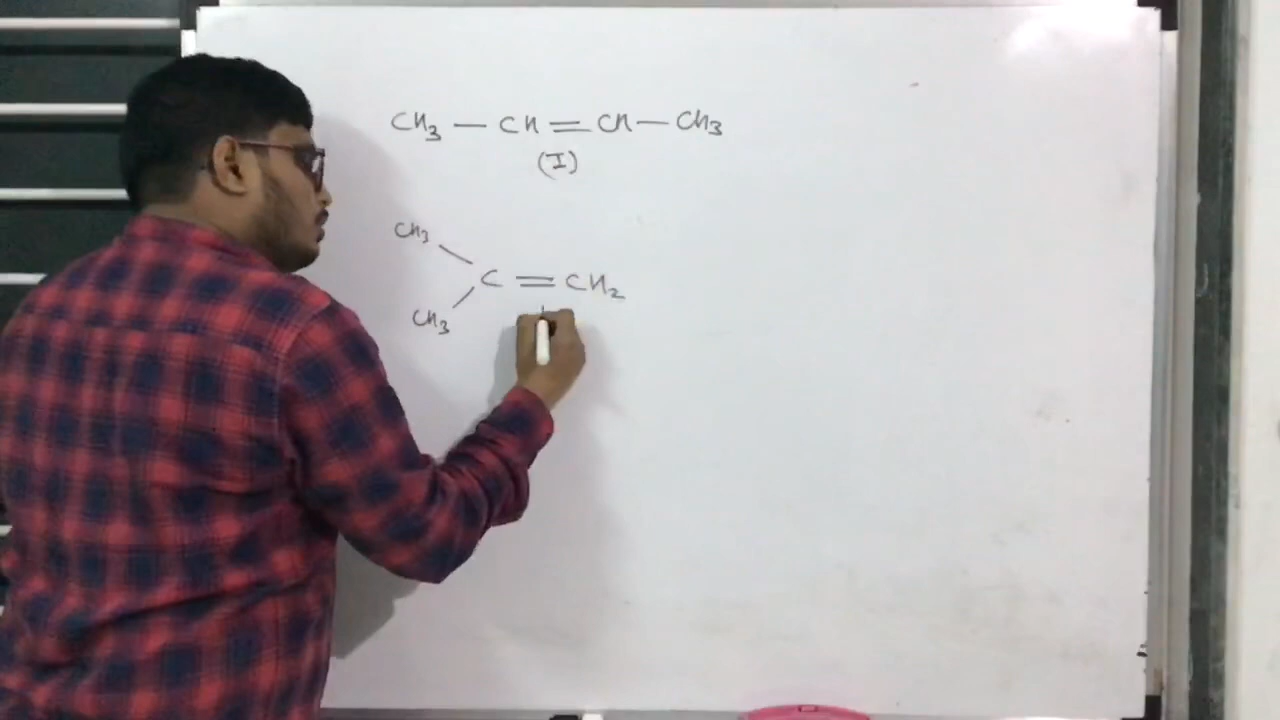 CH₃ — CH = CH — CH₃
(I)
CH₃
C = CH₂
CH₃